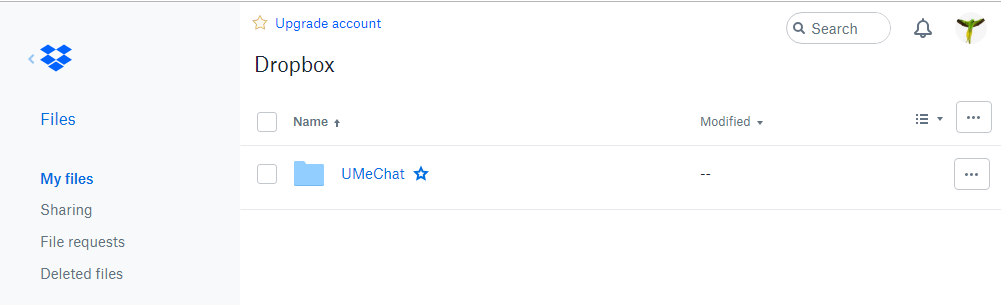 Upgrade account
Search
Dropbox
Files
Name
Modified
My files
UMeChat
--
Sharing
File requests
Deleted files